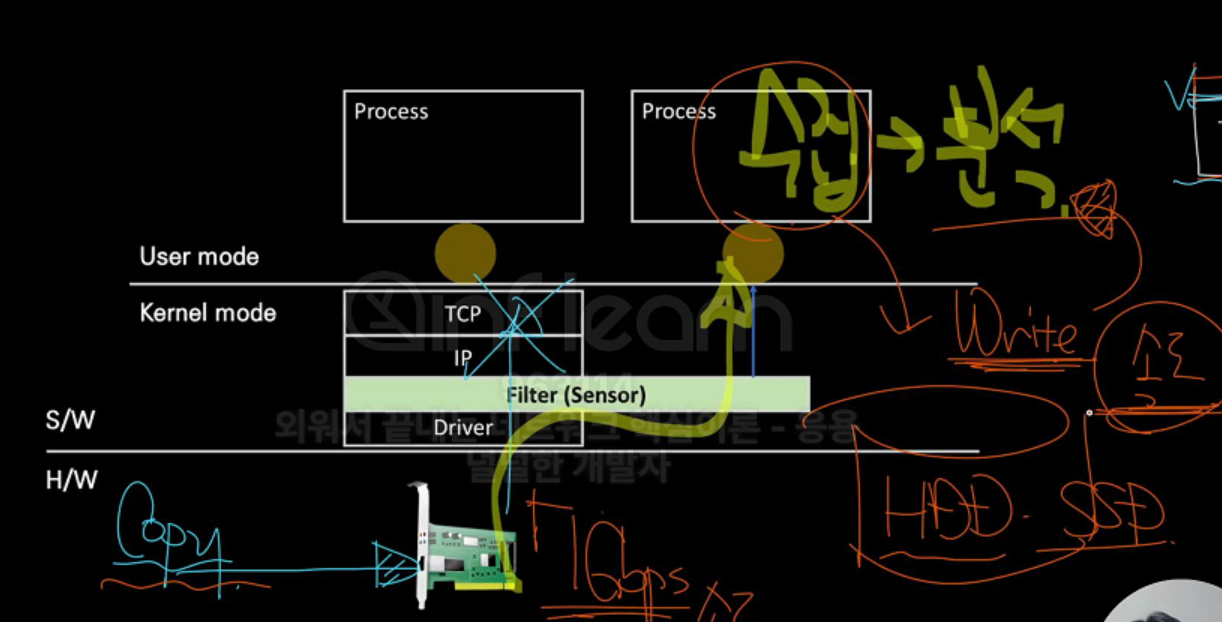 Process
Process
수집 → 분석.
User mode
Kernel mode
TCP
IP
Filter (Sensor)
Driver
S/W
H/W
inflearn
외워서 끝내는 네트워크 핵심이론 - 응용
널널한 개발자
Write
속도
HDD. SSD
Copy
1Gbps